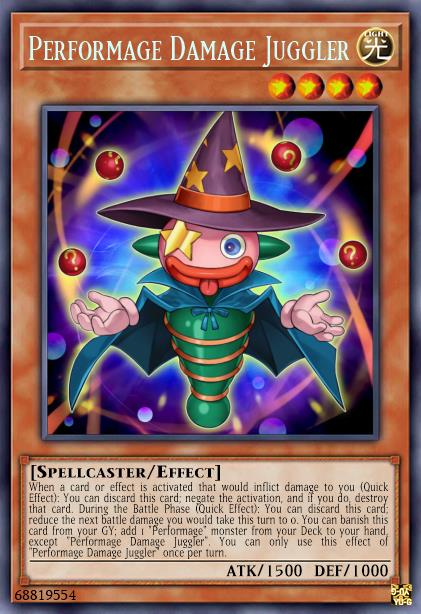 PERFORMAGE DAMAGE JUGGLER
LIGHT
光
? ?
? ?
[SPELLCASTER/EFFECT]
When a card or effect is activated that would inflict damage to you (Quick
Effect): You can discard this card; negate the activation, and if you do, destroy
that card. During the Battle Phase (Quick Effect): You can discard this card;
reduce the next battle damage you would take this turn to 0. You can banish this
card from your GY; add 1 "Performage" monster from your Deck to your hand,
except "Performage Damage Juggler". You can only use this effect of
"Performage Damage Juggler" once per turn.
ATK/1500 DEF/1000
68819554